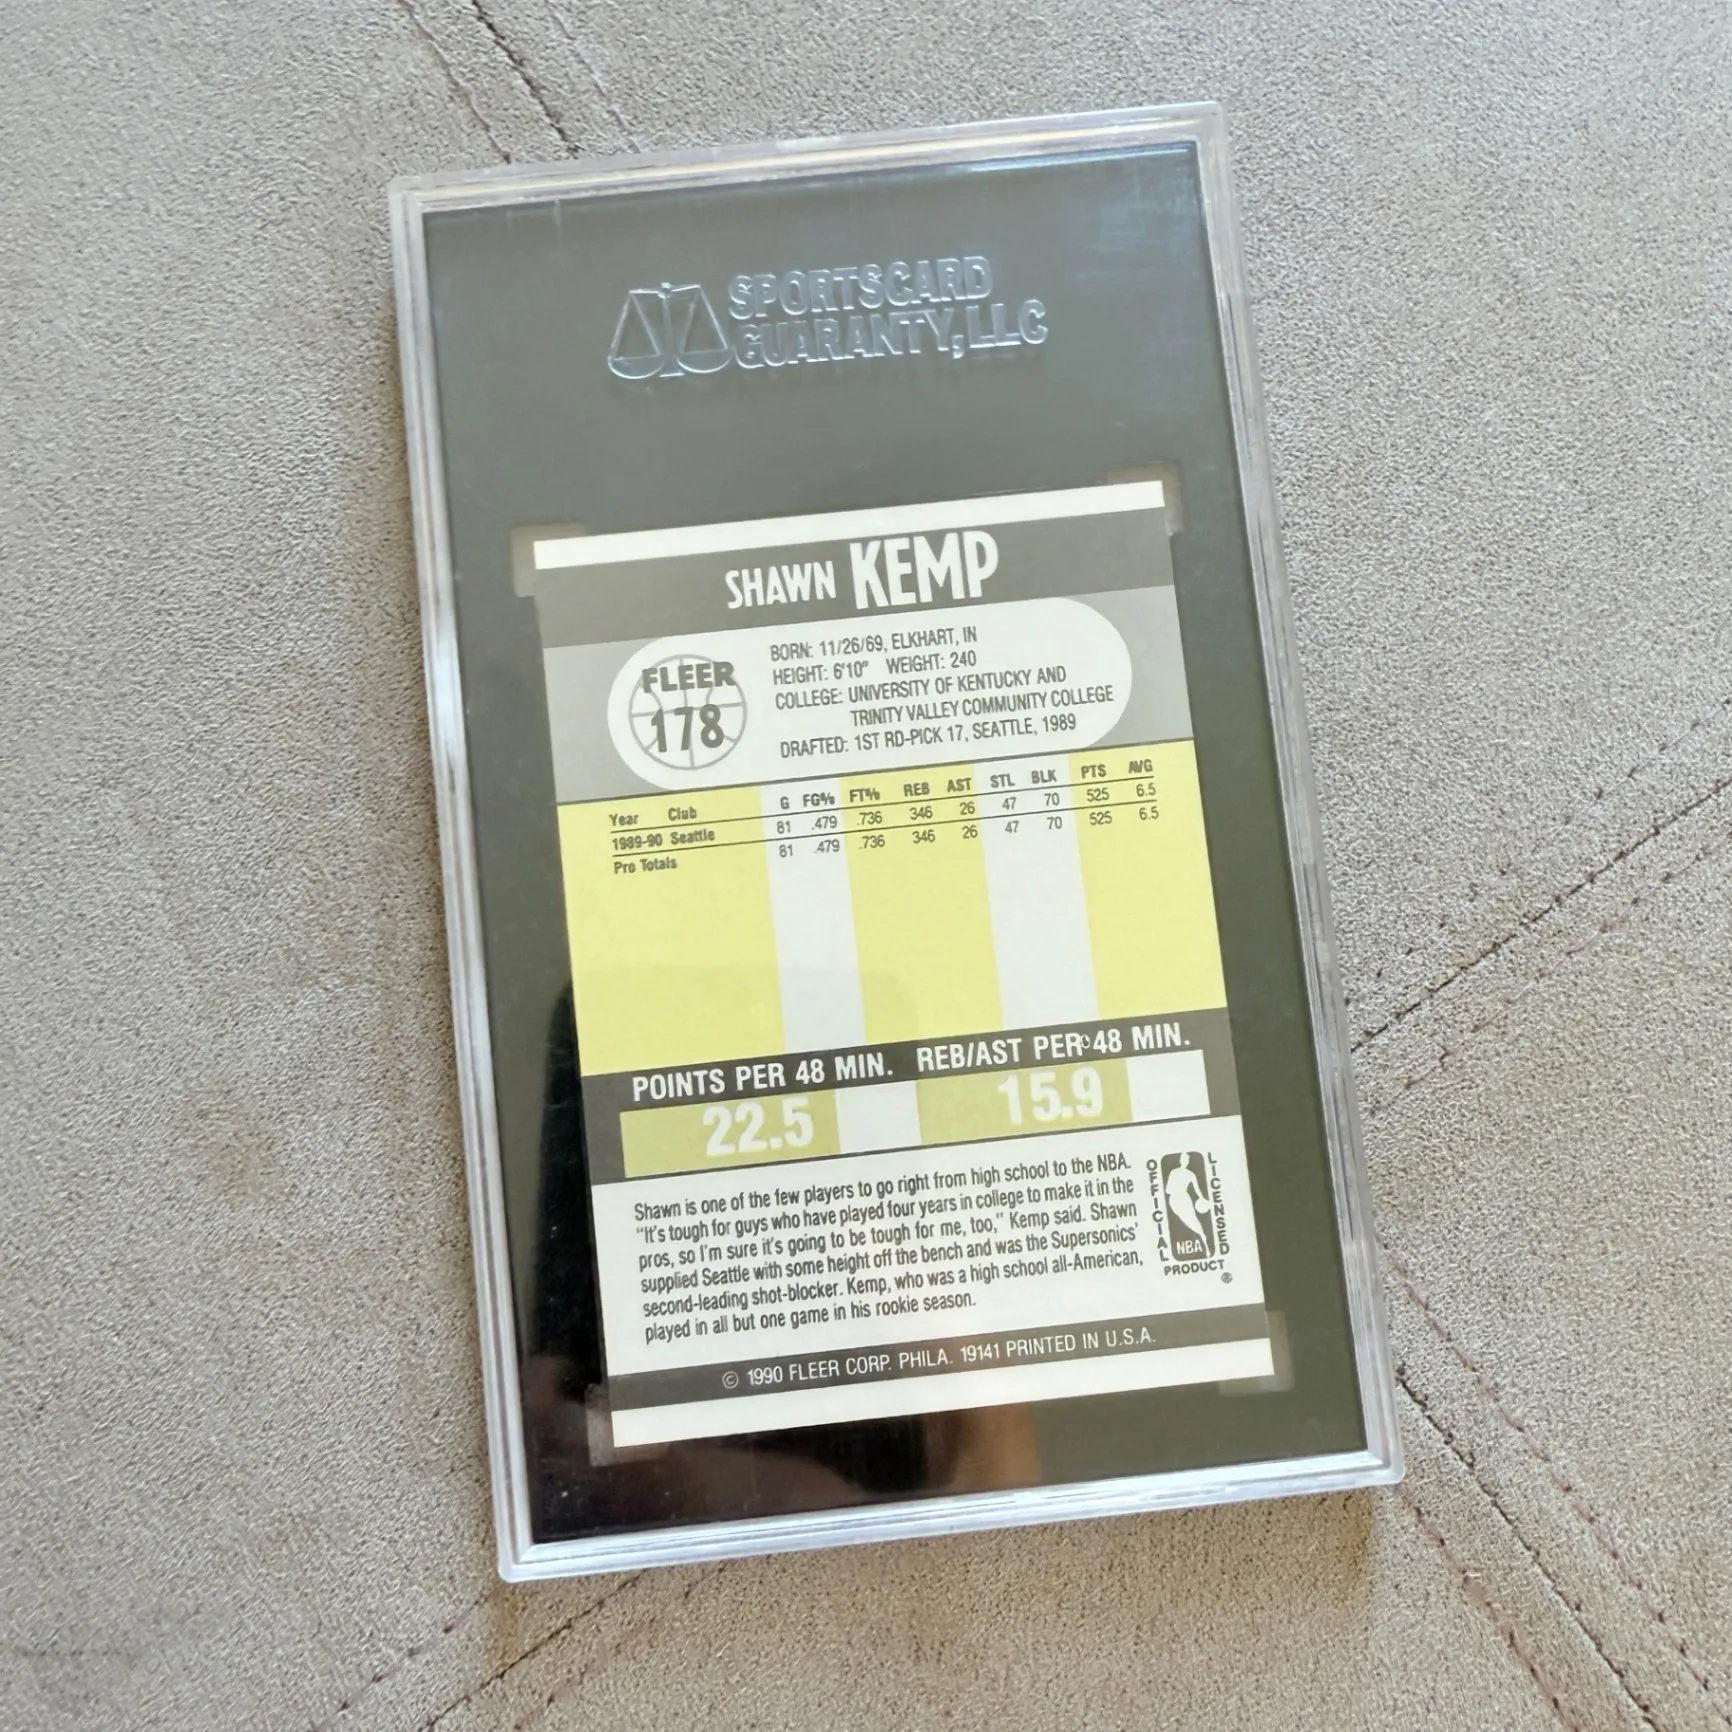 SPORTSCARD
GUARANTY, LLC
SHAWN KEMP
FLEER
178
BORN: 11/26/69, ELKHART, IN
HEIGHT: 6'10" WEIGHT: 240
COLLEGE: UNIVERSITY OF KENTUCKY AND
TRINITY VALLEY COMMUNITY COLLEGE
DRAFTED: 1ST RD-PICK 17, SEATTLE, 1989
Year Club G FG% FT% REB AST STL BLK PTS AVG
1989-90 Seattle 81 .479 .736 346 26 47 70 525 6.5
Pro Totals 81 .479 .736 346 26 47 70 525 6.5
POINTS PER 48 MIN. REB/AST PER 48 MIN.
22.5 15.9
Shawn is one of the few players to go right from high school to the NBA.
"It's tough for guys who have played four years in college to make it in the
pros, so I'm sure it's going to be tough for me, too," Kemp said. Shawn
supplied Seattle with some height off the bench and was the Supersonics'
second-leading shot-blocker. Kemp, who was a high school all-American,
played in all but one game in his rookie season.
OFFICIAL
LICENSED
NBA
PRODUCT
®
© 1990 FLEER CORP. PHILA. 19141 PRINTED IN U.S.A.